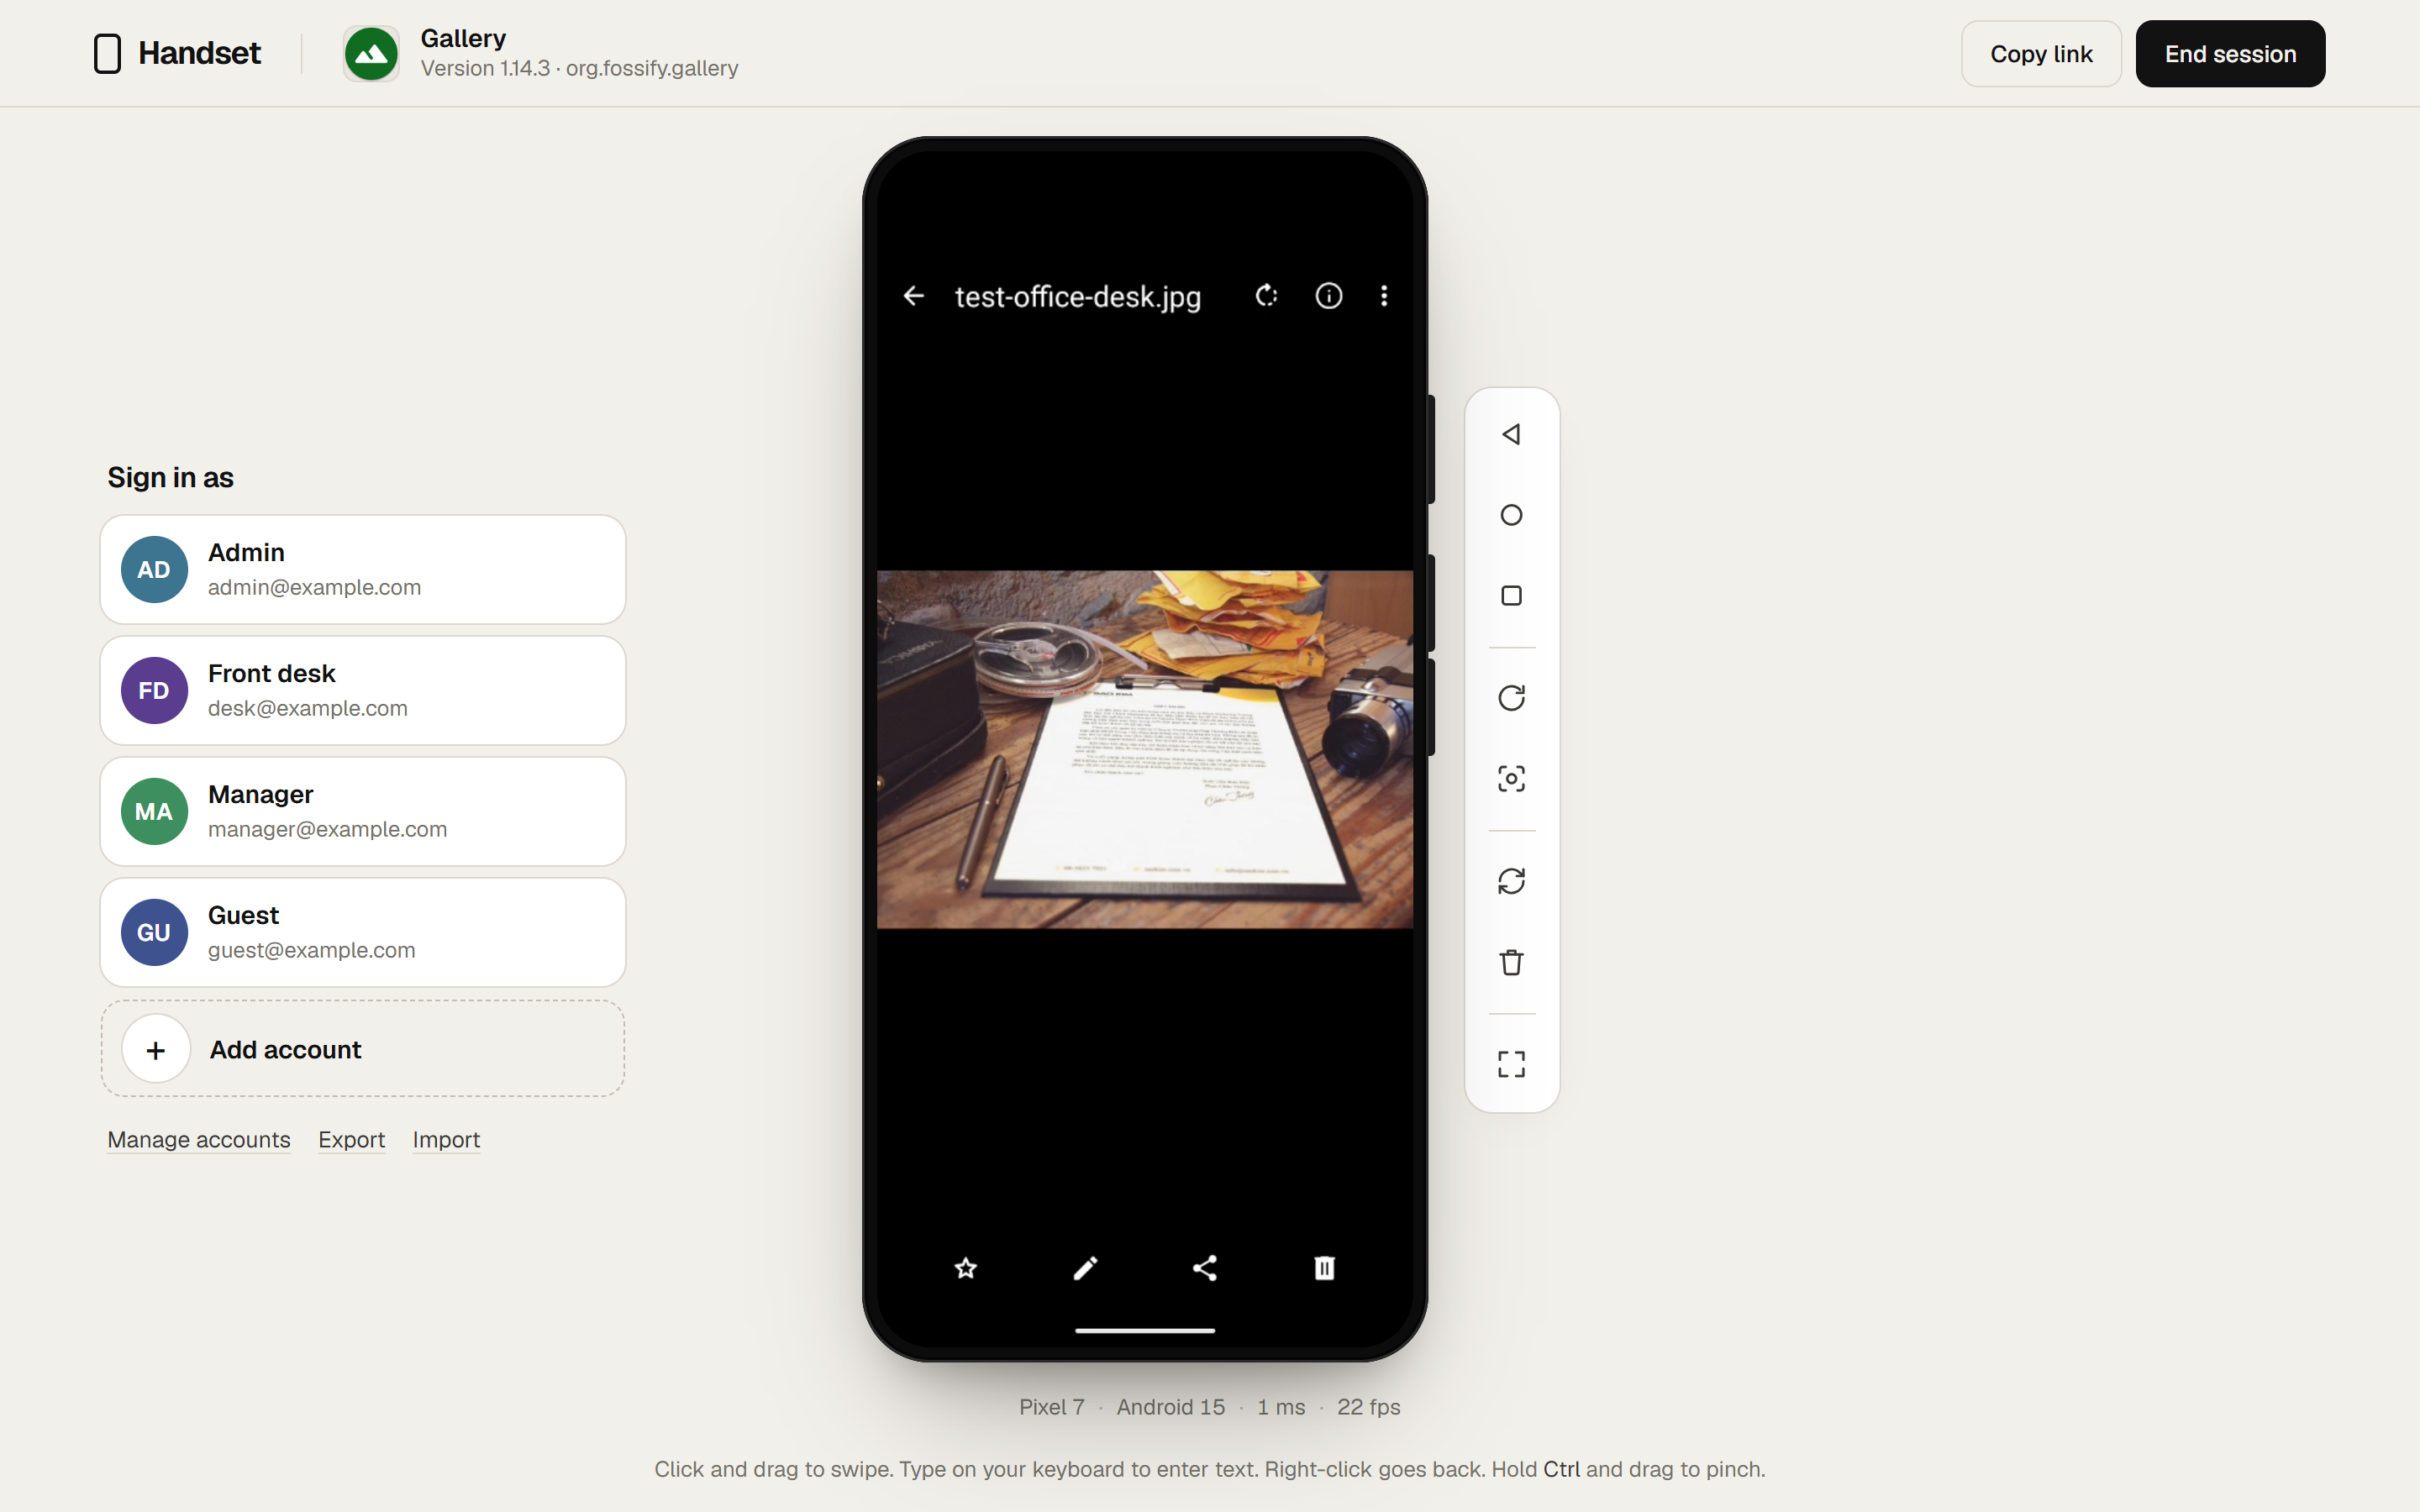 Handset
Gallery
Version 1.14.3 · org.fossify.gallery
Copy link
End session
Sign in as
AD
Admin
admin@example.com
FD
Front desk
desk@example.com
MA
Manager
manager@example.com
GU
Guest
guest@example.com
+ Add account
Manage accounts Export Import
test-office-desk.jpg
Pixel 7 · Android 15 · 1 ms · 22 fps
Click and drag to swipe. Type on your keyboard to enter text. Right-click goes back. Hold Ctrl and drag to pinch.